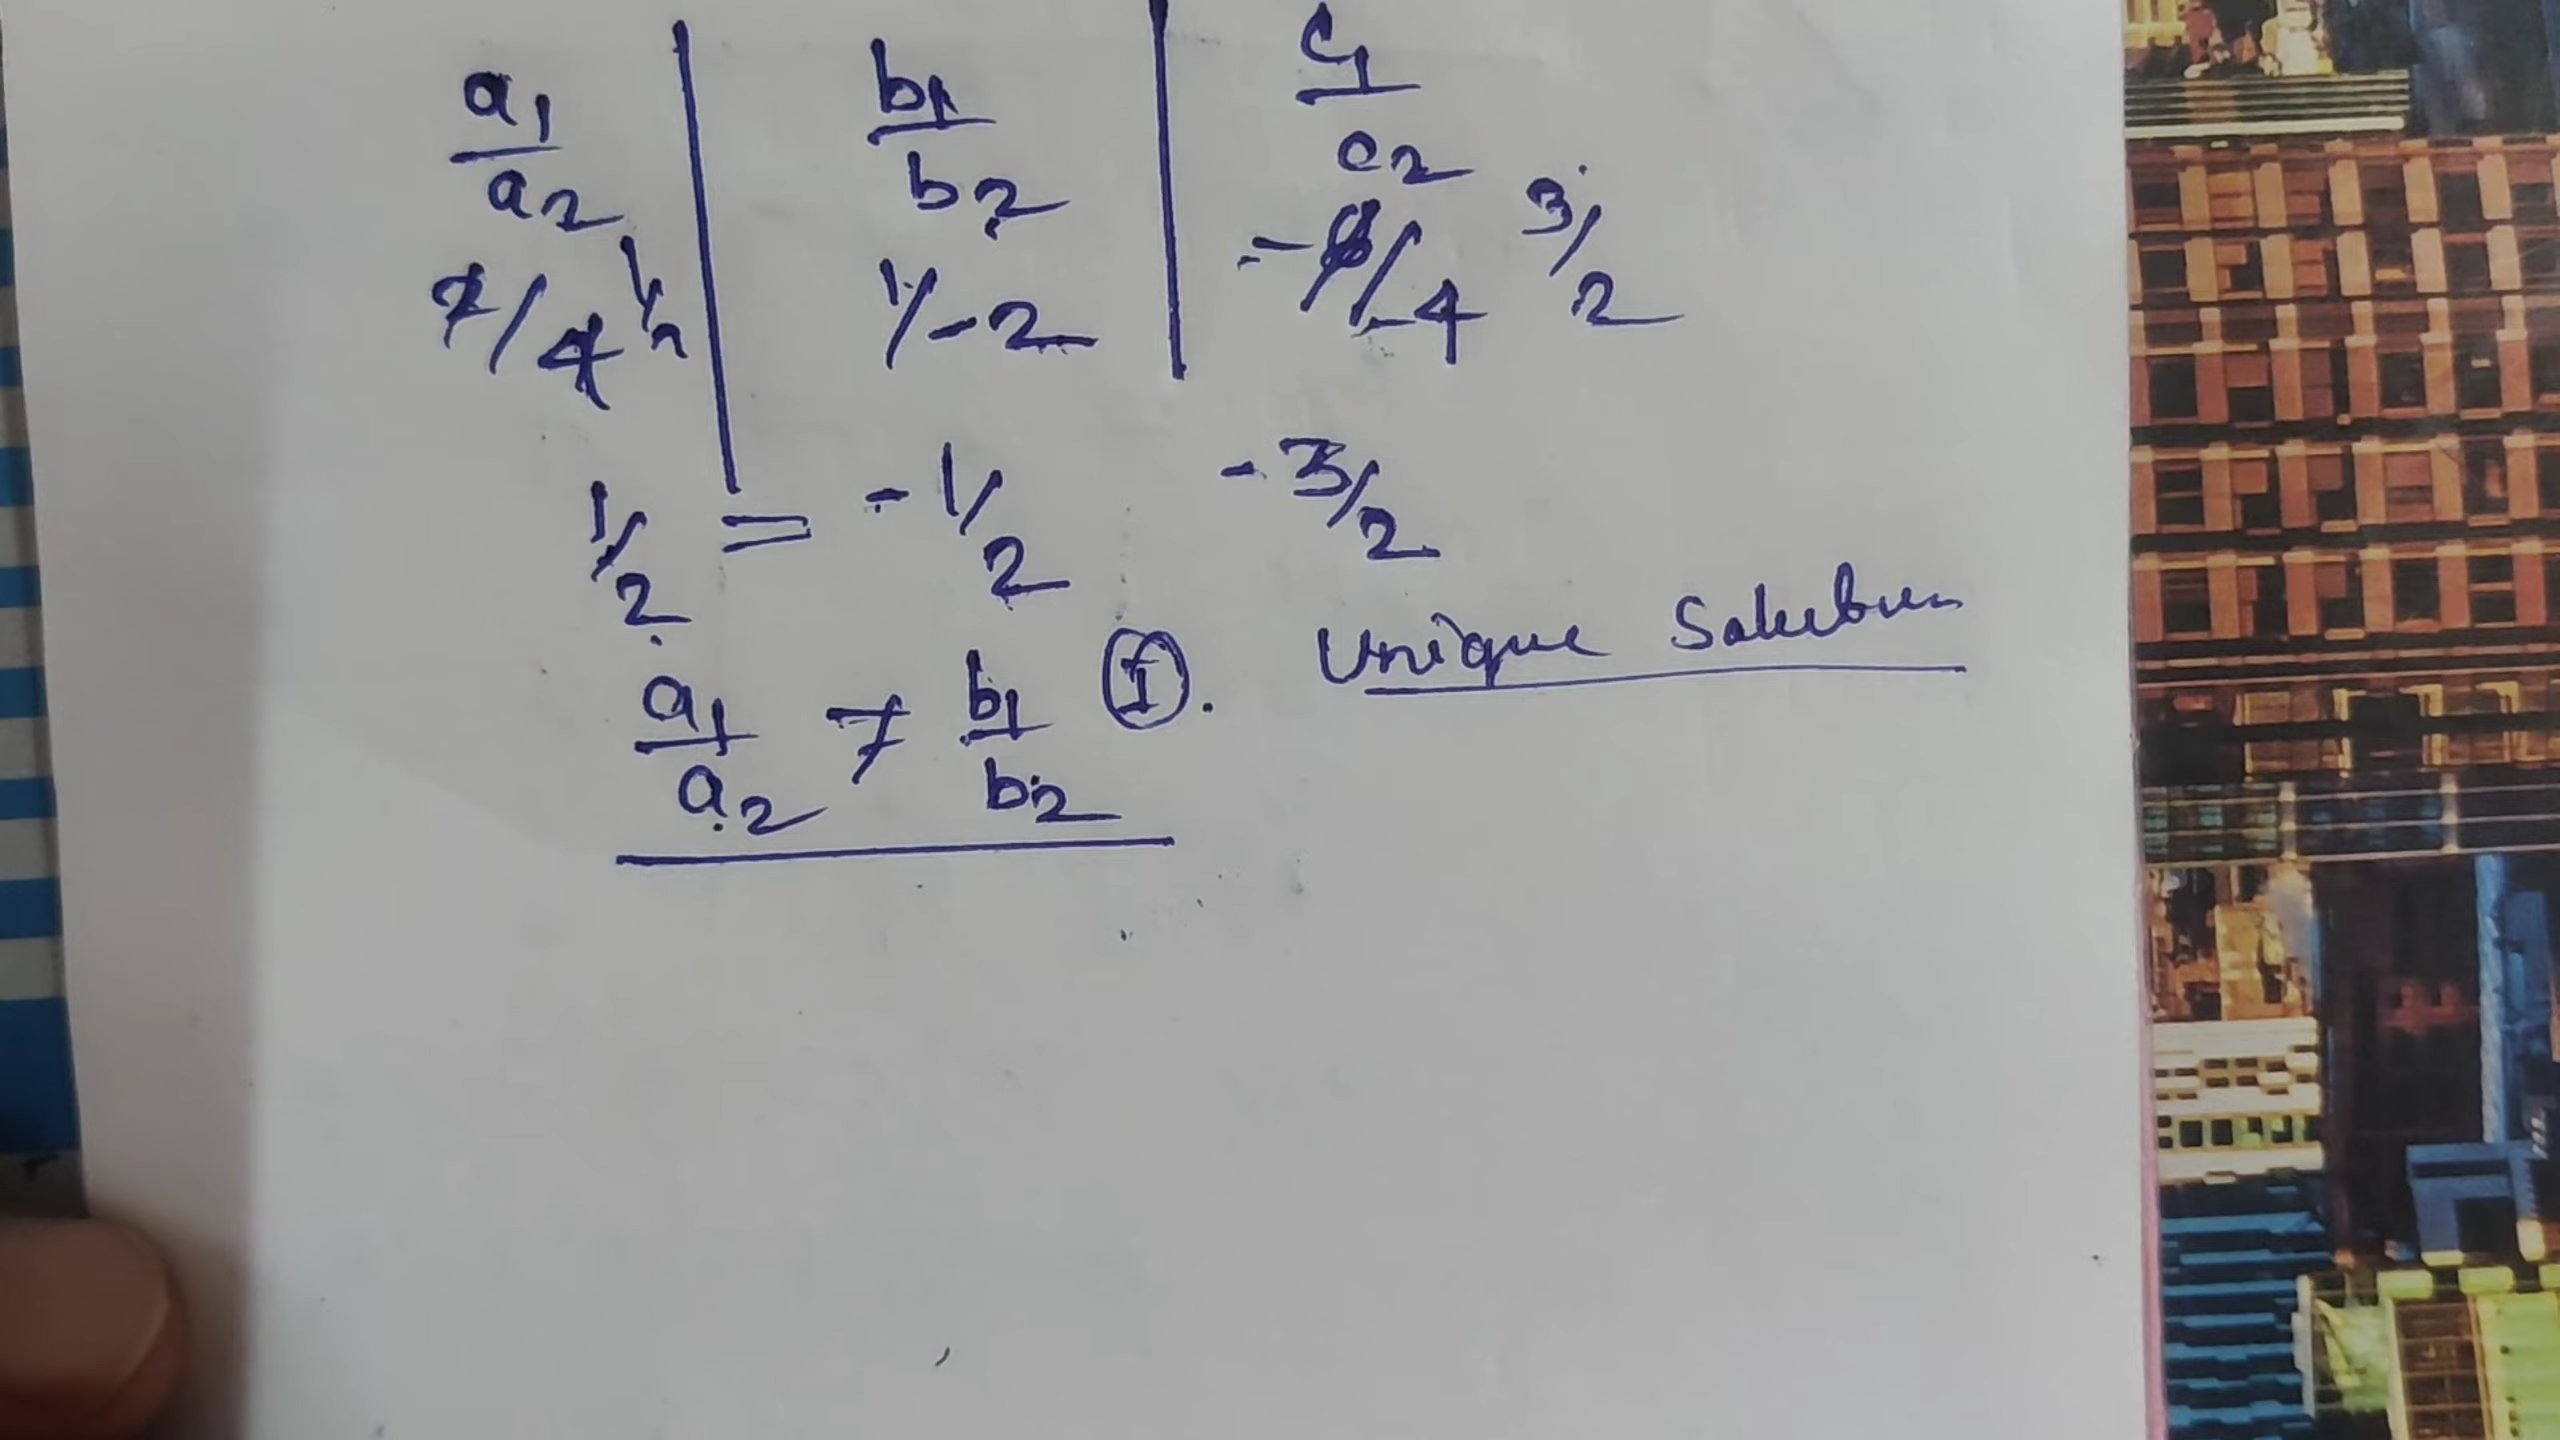 a1/a2 | b1/b2 | c1/c2
2/4 1/2 | 1/-2 | -6/-4 3/2
1/2 = -1/2 -3/2
a1/a2 ≠ b1/b2 (I). Unique Solution